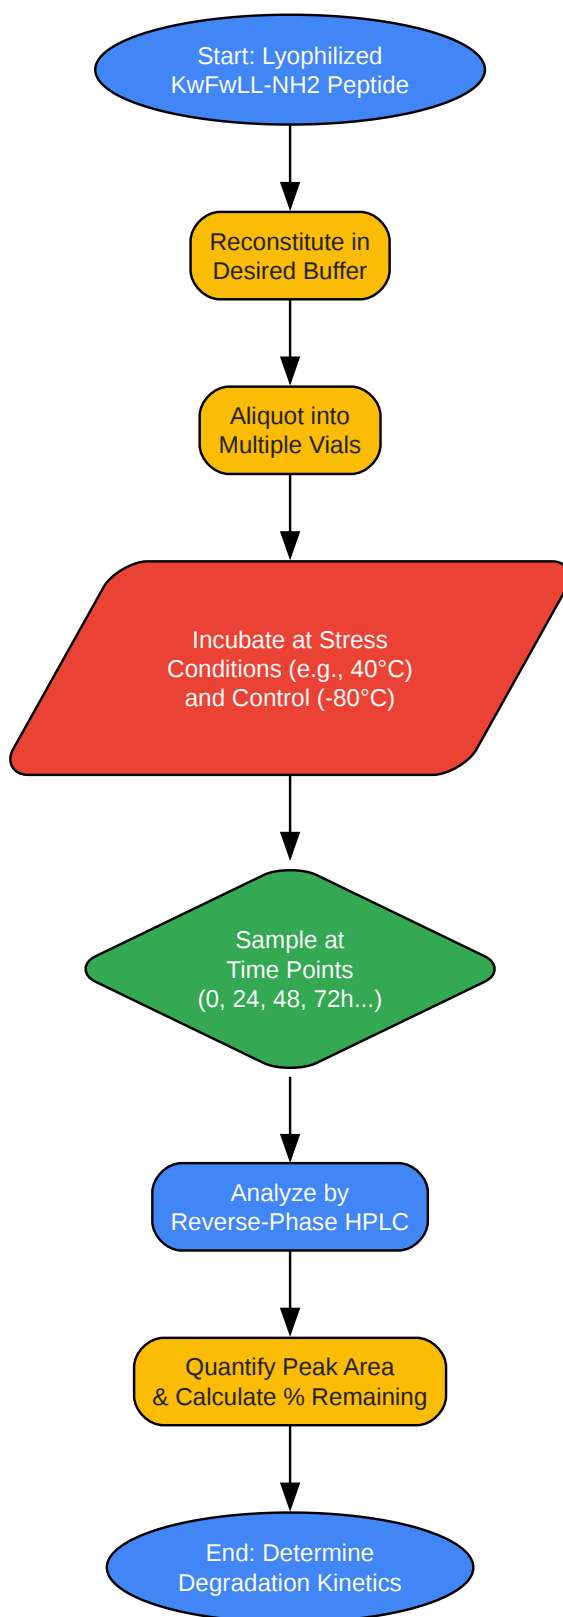 Start: Lyophilized
KwFwLL-NH2 Peptide
Reconstitute in
Desired Buffer
Aliquot into
Multiple Vials
Incubate at Stress
Conditions (e.g., 40°C)
and Control (-80°C)
Sample at
Time Points
(0, 24, 48, 72h...)
Analyze by
Reverse-Phase HPLC
Quantify Peak Area
& Calculate % Remaining
End: Determine
Degradation Kinetics